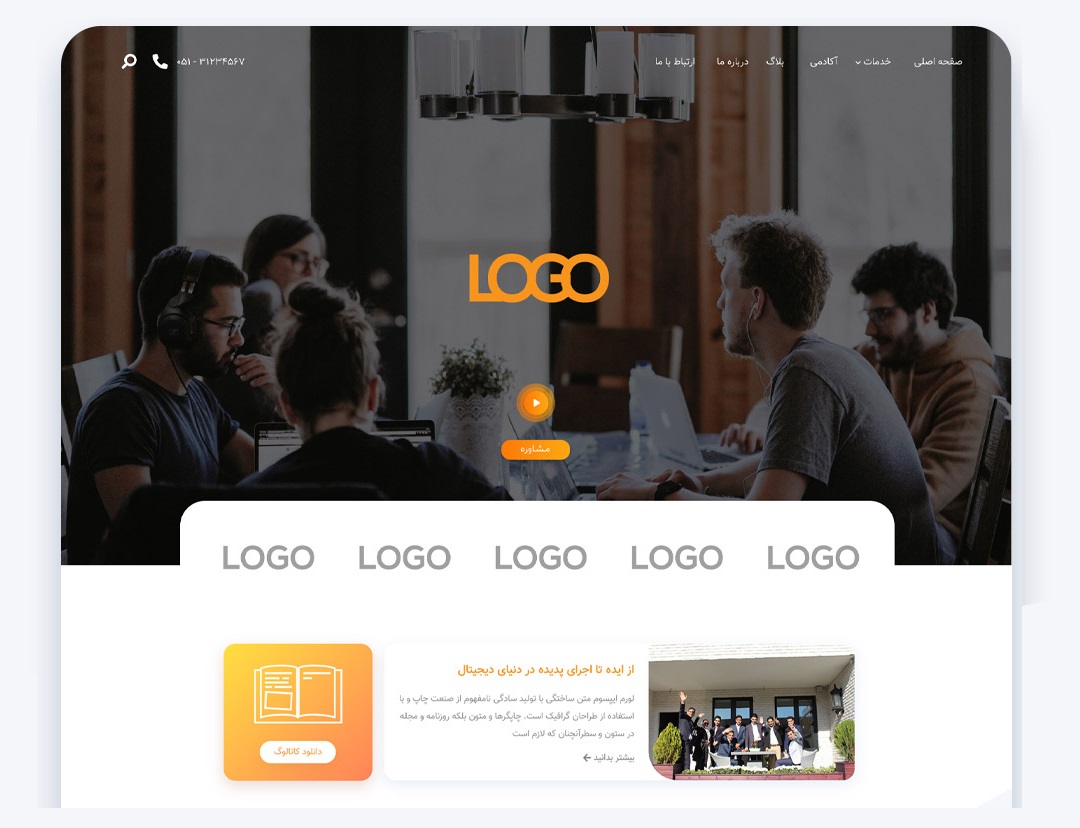 صفحه اصلی
خدمات
آکادمی
بلاگ
درباره ما
ارتباط با ما
۰۵۱ - ۳۱۲۳۴۵۶۷
LOGO
مشاوره
LOGO LOGO LOGO LOGO LOGO
از ایده تا اجرای پدیده در دنیای دیجیتال
لورم ایپسوم متن ساختگی با تولید سادگی نامفهوم از صنعت چاپ و با
استفاده از طراحان گرافیک است. چاپگرها و متون بلکه روزنامه و مجله
در ستون و سطرآنچنان که لازم است
بیشتر بدانید
دانلود کاتالوگ